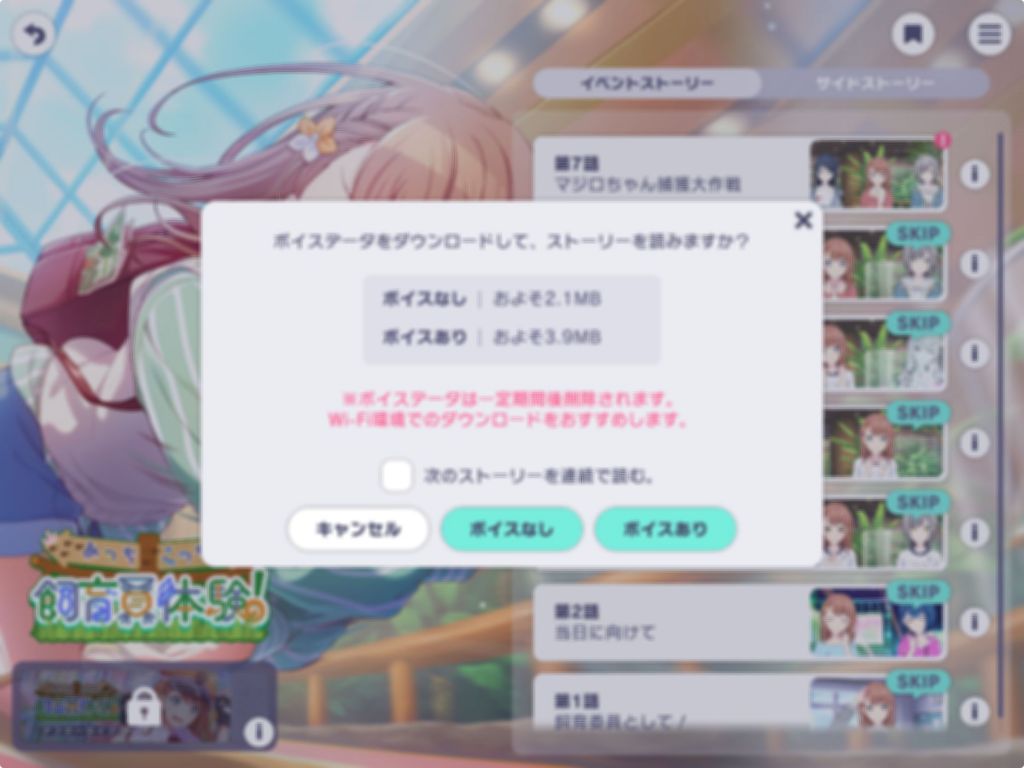 イベントストーリー
サイドストーリー
第7話
マジロちゃん捕獲大作戦
ボイスデータをダウンロードして、ストーリーを読みますか?
ボイスなし | およそ2.1MB
ボイスあり | およそ3.9MB
※ボイスデータは一定期間後削除されます。
Wi-Fi環境でのダウンロードをおすすめします。
次のストーリーを連続で読む。
キャンセル
ボイスなし
ボイスあり
SKIP
SKIP
SKIP
SKIP
飼育員体験!
第2話
当日に向けて
SKIP
第1話
飼育委員として/
SKIP